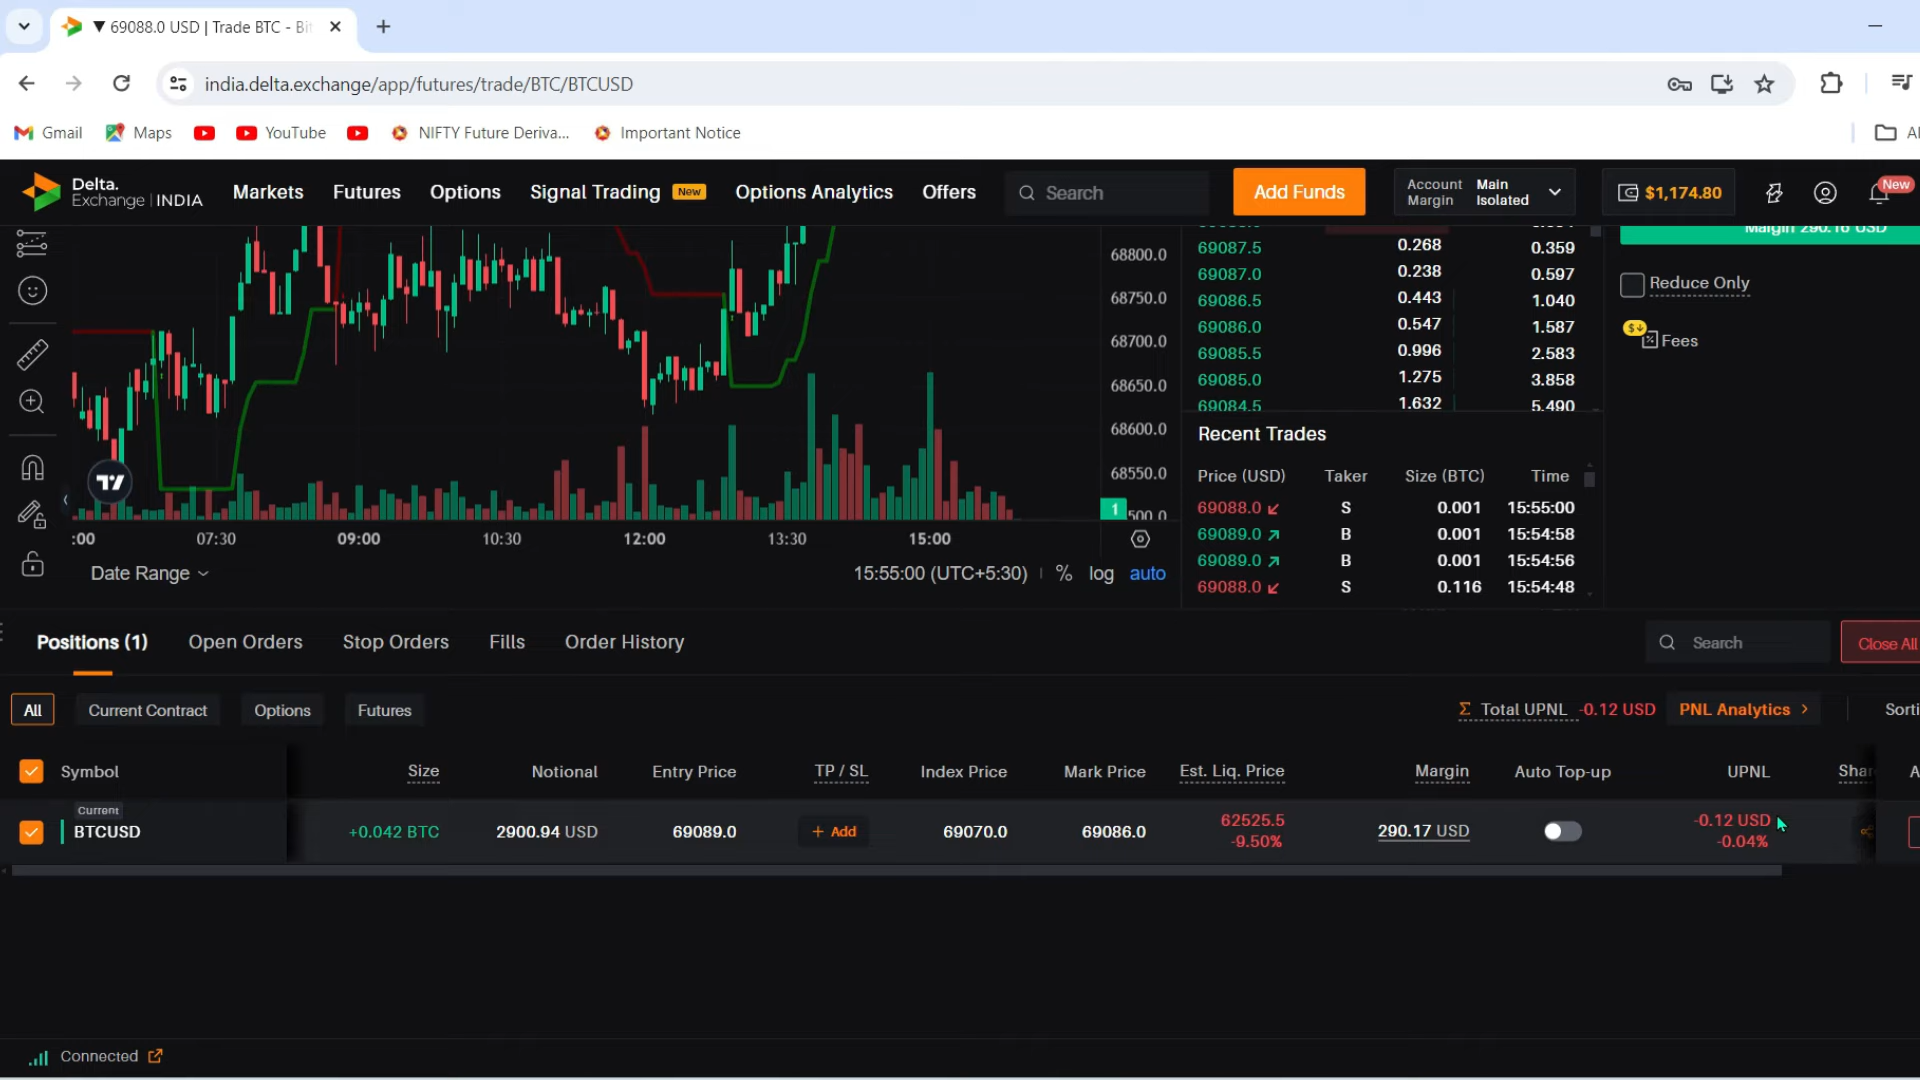 ▼ 69088.0 USD | Trade BTC - Bit
india.delta.exchange/app/futures/trade/BTC/BTCUSD
Gmail Maps YouTube NIFTY Future Deriva... Important Notice
Delta.
Exchange | INDIA
Markets Futures Options Signal Trading New Options Analytics Offers Search Add Funds
Account Margin Main Isolated $1,174.80 New
68800.0
68750.0
68700.0
68650.0
68600.0
68550.0
1
:00 07:30 09:00 10:30 12:00 13:30 15:00
Date Range 15:55:00 (UTC+5:30) % log auto
69087.5 0.268 0.359
69087.0 0.238 0.597
69086.5 0.443 1.040
69086.0 0.547 1.587
69085.5 0.996 2.583
69085.0 1.275 3.858
69084.5 1.632 5.490
Recent Trades
Price (USD) Taker Size (BTC) Time
69088.0 S 0.001 15:55:00
69089.0 B 0.001 15:54:58
69089.0 B 0.001 15:54:56
69088.0 S 0.116 15:54:48
Margin 290.16 USD
Reduce Only
Fees
Positions (1) Open Orders Stop Orders Fills Order History Search Close All
All Current Contract Options Futures Σ Total UPNL -0.12 USD PNL Analytics > Sorti
Symbol Size Notional Entry Price TP / SL Index Price Mark Price Est. Liq. Price Margin Auto Top-up UPNL Shar
Current
BTCUSD +0.042 BTC 2900.94 USD 69089.0 + Add 69070.0 69086.0 62525.5 290.17 USD -0.12 USD
-9.50% -0.04%
Connected